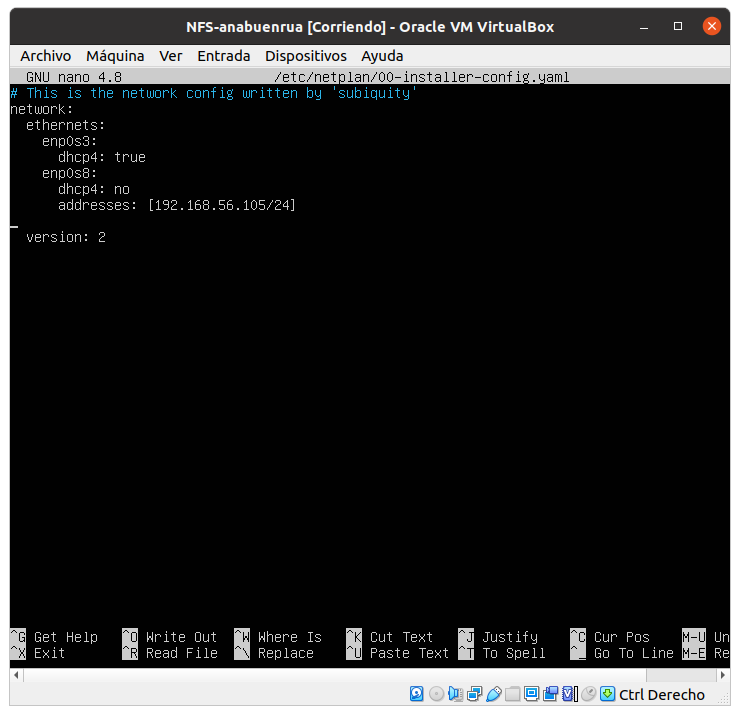 NFS-anabuenrua [Corriendo] - Oracle VM VirtualBox
Archivo Máquina Ver Entrada Dispositivos Ayuda
GNU nano 4.8 /etc/netplan/00-installer-config.yaml
# This is the network config written by 'subiquity'
network:
  ethernets:
    enp0s3:
      dhcp4: true
    enp0s8:
      dhcp4: no
      addresses: [192.168.56.105/24]
  version: 2
^G Get Help ^O Write Out ^W Where Is ^K Cut Text ^J Justify ^C Cur Pos M-U Un
^X Exit ^R Read File ^\ Replace ^U Paste Text ^T To Spell ^_ Go To Line M-E Re
Ctrl Derecho